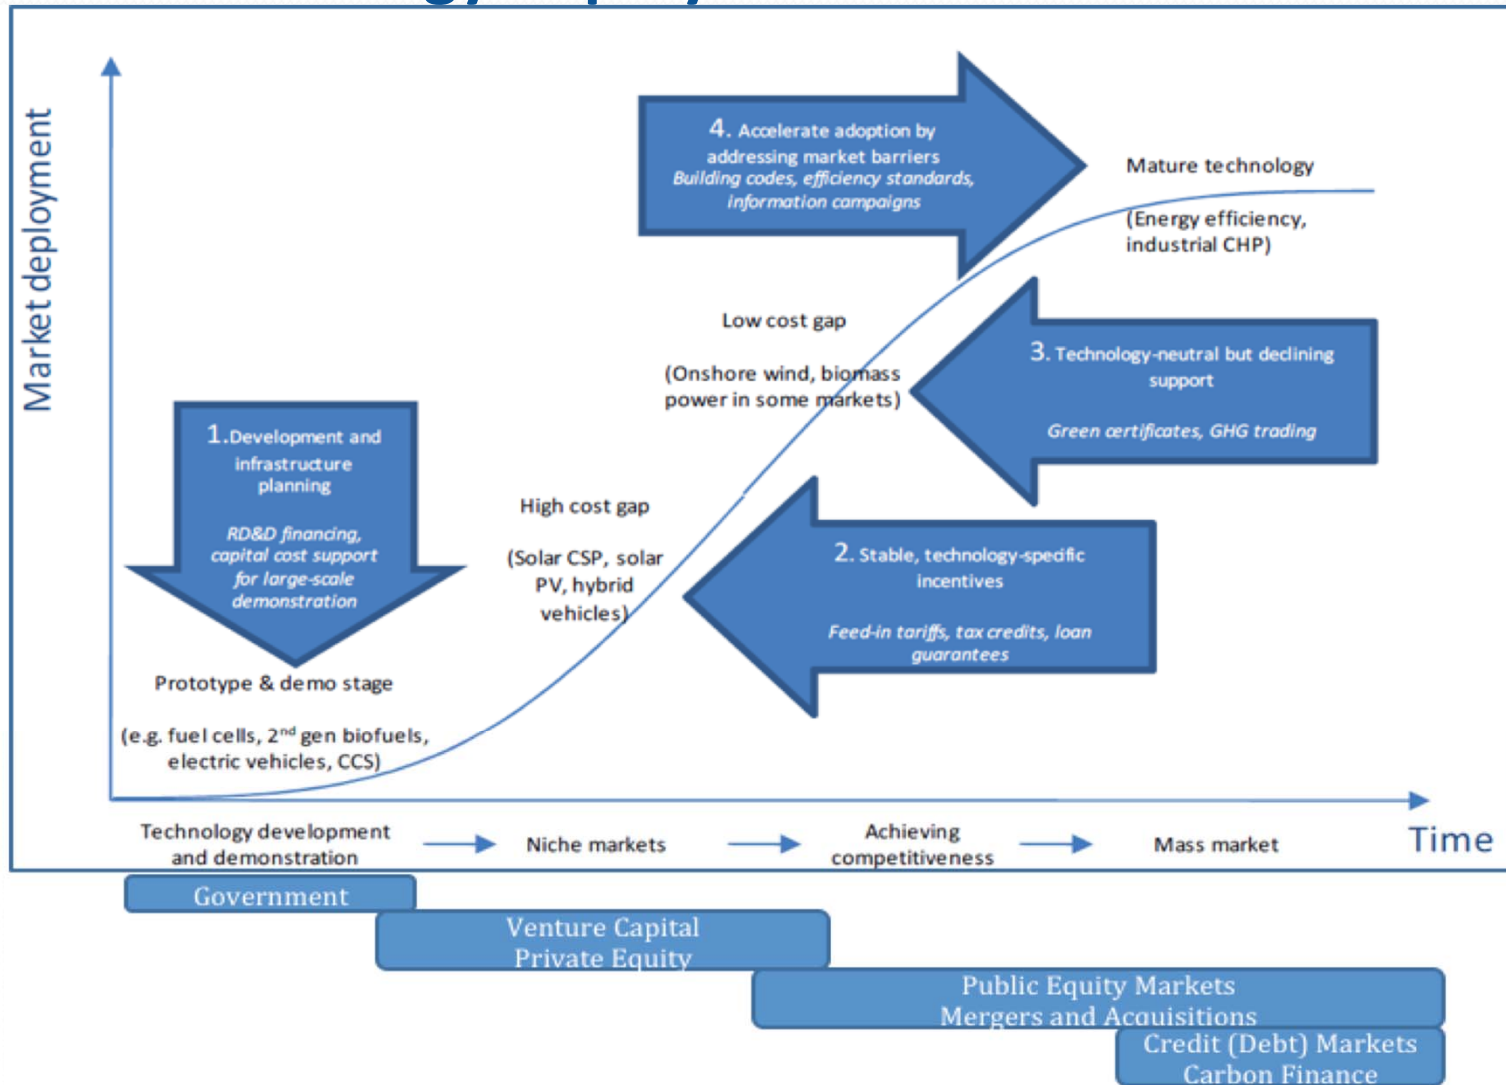 Market deployment
4. Accelerate adoption by
addressing market barriers
Building codes, efficiency standards,
information campaigns
Mature technology
(Energy efficiency,
industrial CHP)
Low cost gap
(Onshore wind, biomass
power in some markets)
3. Technology-neutral but declining
support
Green certificates, GHG trading
1.Development and
infrastructure
planning
RD&D financing,
capital cost support
for large-scale
demonstration
High cost gap
(Solar CSP, solar
PV, hybrid
vehicles)
2. Stable, technology-specific
incentives
Feed-in tariffs, tax credits, loan
guarantees
Prototype & demo stage
(e.g. fuel cells, 2nd gen biofuels,
electric vehicles, CCS)
Technology development
and demonstration
Niche markets
Achieving
competitiveness
Mass market
Time
Government
Venture Capital
Private Equity
Public Equity Markets
Mergers and Acquisitions
Credit (Debt) Markets
Carbon Finance